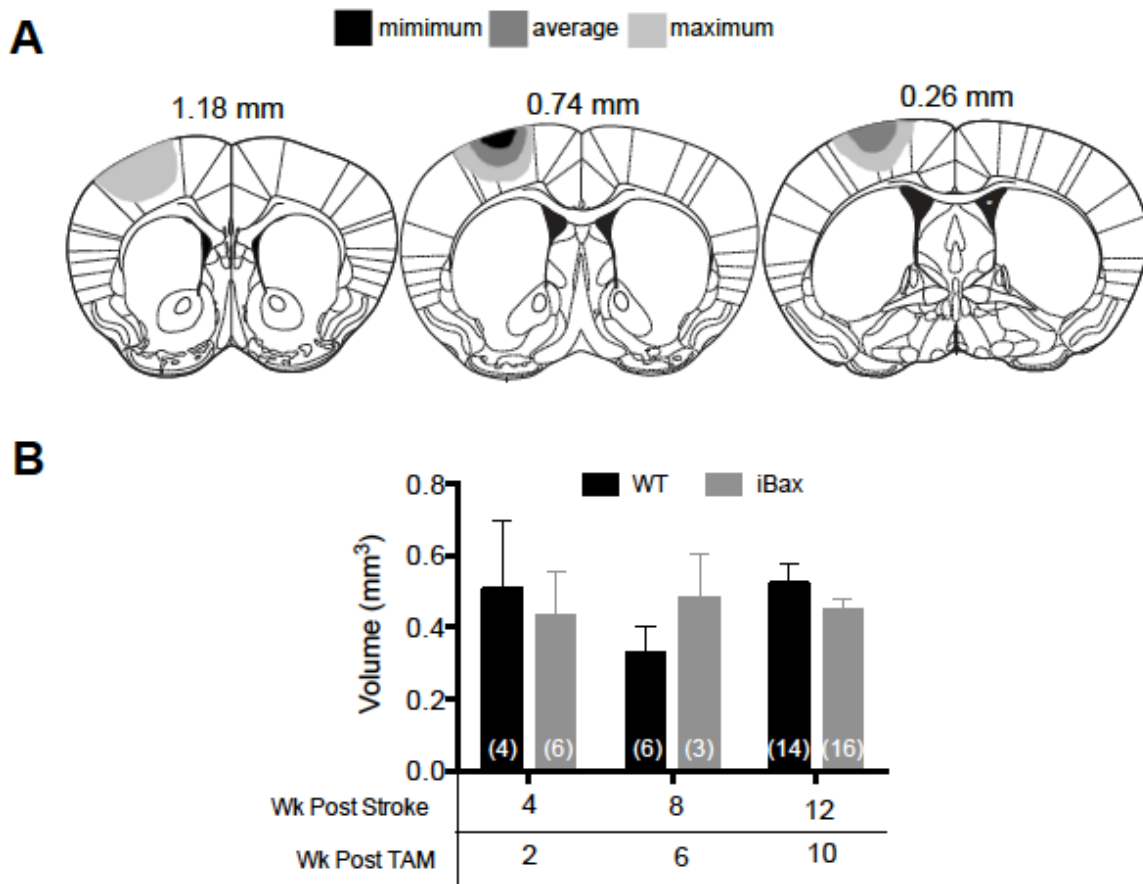 A
mimimum average maximum
1.18 mm 0.74 mm 0.26 mm
B
WT iBax
Volume (mm³)
0.8
0.6
0.4
0.2
0.0
(4) (6) (6) (3) (14) (16)
Wk Post Stroke 4 8 12
Wk Post TAM 2 6 10